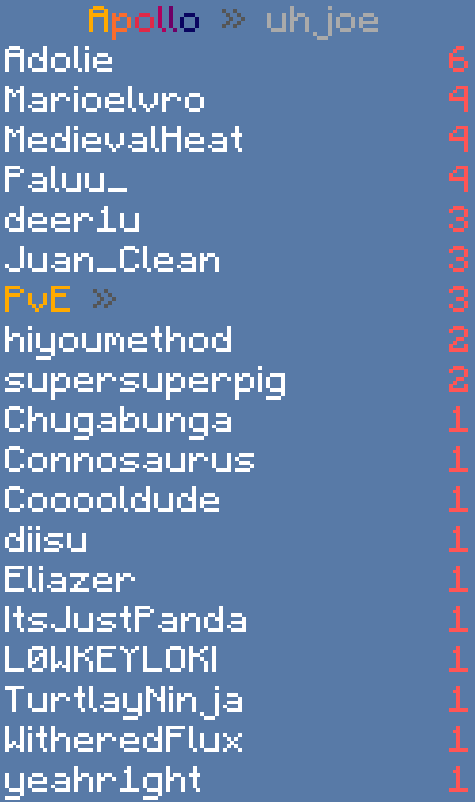 Apollo » uh_joe
Adolie 6
Marioelvro 4
MedievalHeat 4
Paluu_ 4
deer1u 3
Juan_Clean 3
PvE » 3
hiyoumethod 2
supersuperpig 2
Chugabunga 1
Connosaurus 1
Cooooldude 1
diisu 1
Eliazer 1
ItsJustPanda 1
L0WKEYLOKI 1
TurtlayNinja 1
WitheredFlux 1
yeahr1ght 1